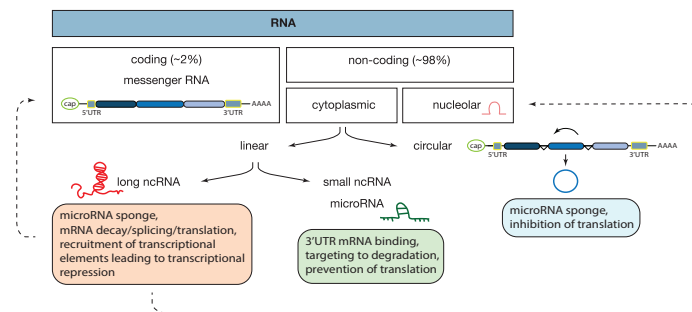 RNA
coding (~2%)
messenger RNA
cap
5'UTR
3'UTR
AAAA
non-coding (~98%)
cytoplasmic
nucleolar
linear
circular
cap
5'UTR
3'UTR
AAAA
long ncRNA
small ncRNA
microRNA
microRNA sponge,
mRNA decay/splicing/translation,
recruitment of transcriptional
elements leading to transcriptional
repression
3'UTR mRNA binding,
targeting to degradation,
prevention of translation
microRNA sponge,
inhibition of translation